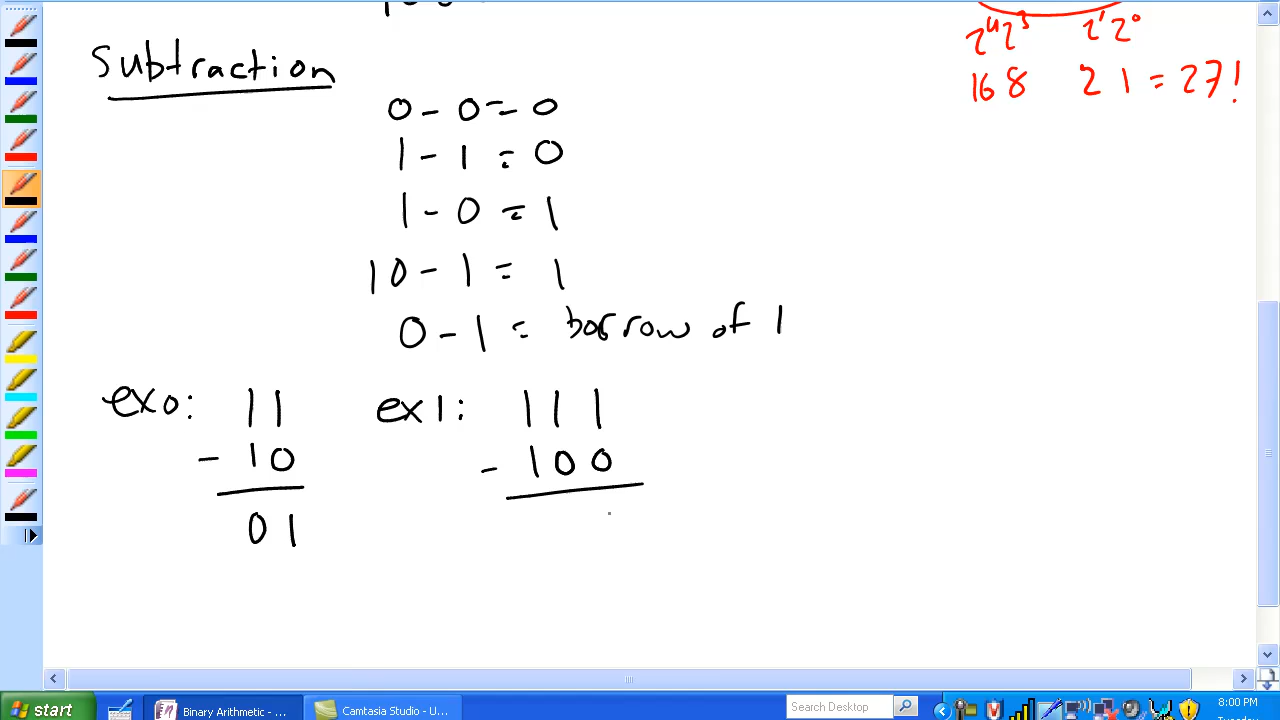 2⁴2³ 2¹2⁰
16 8 2 1 = 27!
Subtraction
0 - 0 = 0
1 - 1 = 0
1 - 0 = 1
10 - 1 = 1
0 - 1 = borrow of 1
ex0: 11
- 10
01
ex1: 111
- 100
start
Binary Arithmetic - ...
Camtasia Studio - U...
Search Desktop
8:00 PM